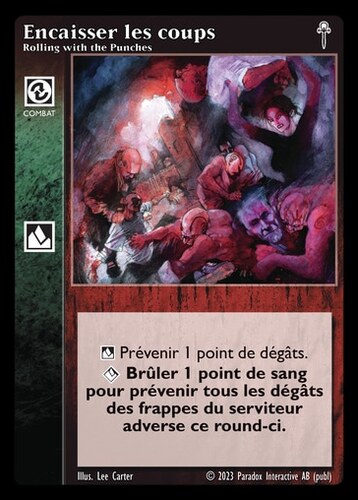 Encaisser les coups
Rolling with the Punches
COMBAT
Prévenir 1 point de dégâts.
Brûler 1 point de sang
pour prévenir tous les dégâts
des frappes du serviteur
adverse ce round-ci.
Illus. Lee Carter © 2023 Paradox Interactive AB (publ)